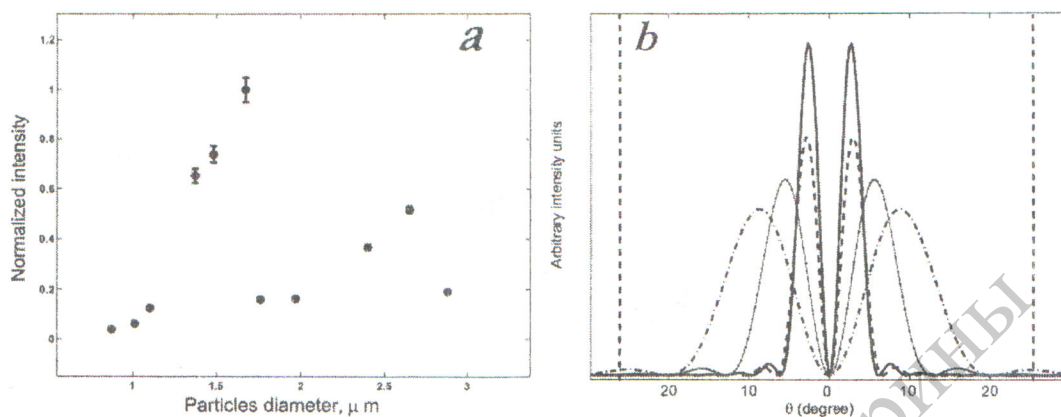 a
b
1.2
1
0.8
0.6
0.4
0.2
0
Normalized intensity
1
1.5
2
2.5
3
Particles diameter, μ m
Arbitrary intensity units
20
10
0
10
20
θ (degree)